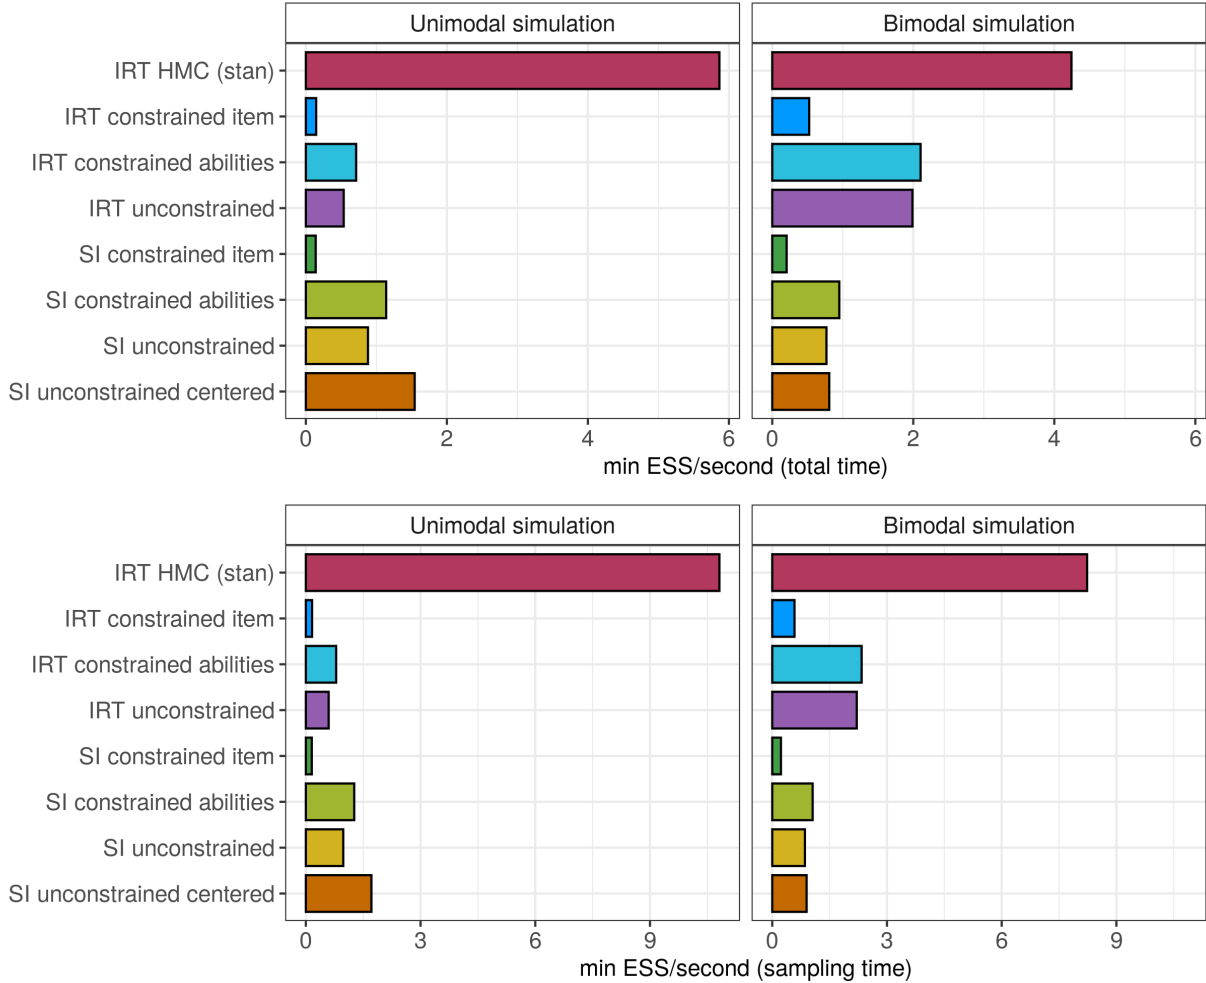 Unimodal simulation Bimodal simulation
IRT HMC (stan)
IRT constrained item
IRT constrained abilities
IRT unconstrained
SI constrained item
SI constrained abilities
SI unconstrained
SI unconstrained centered
0 2 4 6 0 2 4 6
min ESS/second (total time)
Unimodal simulation Bimodal simulation
IRT HMC (stan)
IRT constrained item
IRT constrained abilities
IRT unconstrained
SI constrained item
SI constrained abilities
SI unconstrained
SI unconstrained centered
0 3 6 9 0 3 6 9
min ESS/second (sampling time)